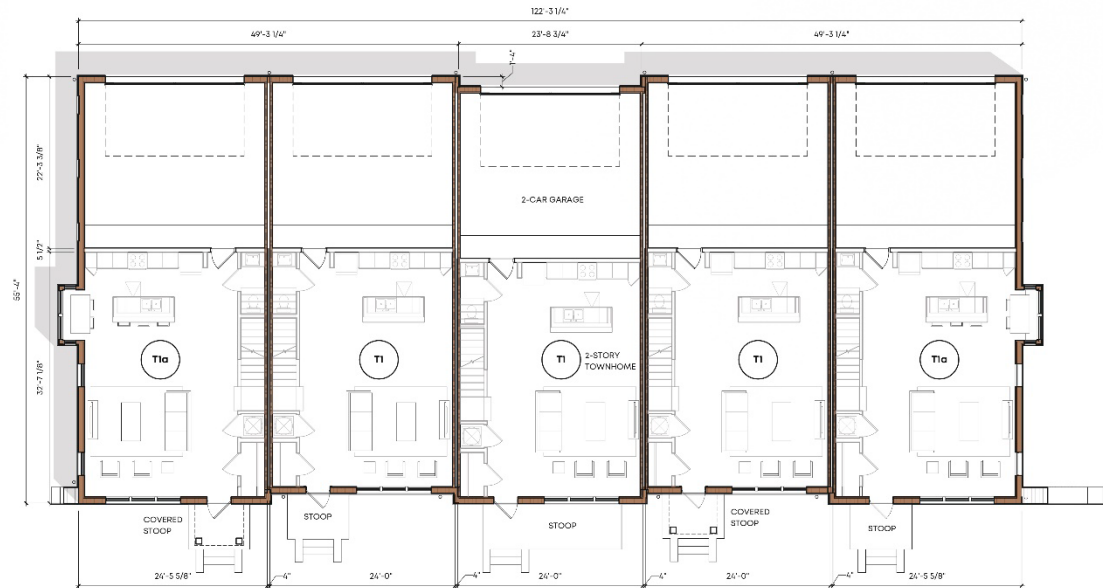 122'-3 1/4"
49'-3 1/4"
23'-8 3/4"
49'-3 1/4"
1'-4"
22'-3 3/8"
5 1/2"
32'-7 1/8"
55'-4"
2-CAR GARAGE
T1a
T1
T1
2-STORY
TOWNHOME
T1
T1a
COVERED
STOOP
STOOP
STOOP
COVERED
STOOP
STOOP
24'-5 5/8"
4"
24'-0"
4"
24'-0"
4"
24'-0"
4"
24'-5 5/8"